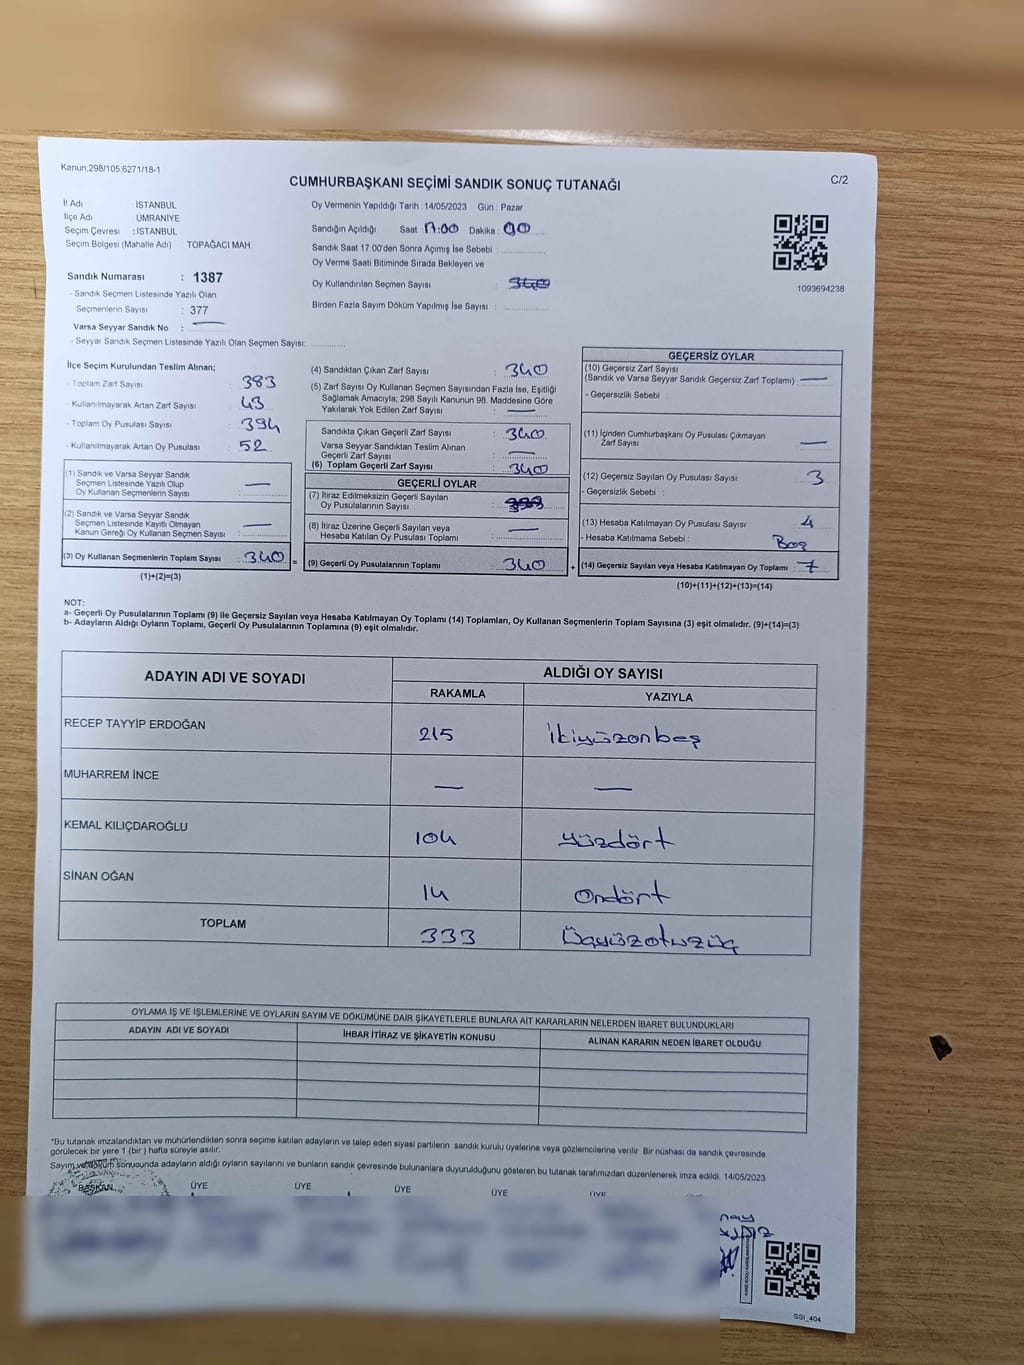 Kanun:298/105,6271/18-1
C/2
CUMHURBAŞKANI SEÇİMİ SANDIK SONUÇ TUTANAĞI
İl Adı : İSTANBUL
İlçe Adı : ÜMRANİYE
Seçim Çevresi : İSTANBUL
Seçim Bölgesi (Mahalle Adı) : TOPAĞACI MAH.
Sandık Numarası : 1387
- Sandık Seçmen Listesinde Yazılı Olan
Seçmenlerin Sayısı : 377
Varsa Seyyar Sandık No : —
- Seyyar Sandık Seçmen Listesinde Yazılı Olan Seçmen Sayısı:
Oy Vermenin Yapıldığı Tarih : 14/05/2023 Gün : Pazar
Sandığın Açıldığı Saat : 17:00 Dakika : 00
Sandık Saat 17:00'den Sonra Açımış İse Sebebi :
Oy Verme Saati Bitiminde Sırada Bekleyen ve
Oy Kullandırılan Seçmen Sayısı :
Birden Fazla Sayım Döküm Yapılmış İse Sayısı :
1093694238
İlçe Seçim Kurulundan Teslim Alınan;
- Toplam Zarf Sayısı : 383
- Kullanılmayarak Artan Zarf Sayısı : 43
- Toplam Oy Pusulası Sayısı : 394
- Kullanılmayarak Artan Oy Pusulası : 52
(1) Sandık ve Varsa Seyyar Sandık
Seçmen Listesinde Yazılı Olup
Oy Kullanan Seçmenlerin Sayısı : —
(2) Sandık ve Varsa Seyyar Sandık
Seçmen Listesinde Kayıtlı Olmayan
Kanun Gereği Oy Kullanan Seçmen Sayısı : —
(3) Oy Kullanan Seçmenlerin Toplam Sayısı : 340 =
(1)+(2)=(3)
(4) Sandıktan Çıkan Zarf Sayısı : 340
(5) Zarf Sayısı Oy Kullanan Seçmen Sayısından Fazla İse, Eşitliği
Sağlamak Amacıyla; 298 Sayılı Kanunun 98. Maddesine Göre
Yakılarak Yok Edilen Zarf Sayısı : —
Sandıkta Çıkan Geçerli Zarf Sayısı : 340
Varsa Seyyar Sandıktan Teslim Alınan
Geçerli Zarf Sayısı : —
(6) Toplam Geçerli Zarf Sayısı : 340
GEÇERLİ OYLAR
(7) İtiraz Edilmeksizin Geçerli Sayılan
Oy Pusulalarının Sayısı :
(8) İtiraz Üzerine Geçerli Sayılan veya
Hesaba Katılan Oy Pusulası Toplamı : —
(9) Geçerli Oy Pusulalarının Toplamı : 340 +
GEÇERSİZ OYLAR
(10) Geçersiz Zarf Sayısı
(Sandık ve Varsa Seyyar Sandık Geçersiz Zarf Toplamı) : —
- Geçersizlik Sebebi :
(11) İçinden Cumhurbaşkanı Oy Pusulası Çıkmayan
Zarf Sayısı : —
(12) Geçersiz Sayılan Oy Pusulası Sayısı : 3
- Geçersizlik Sebebi :
(13) Hesaba Katılmayan Oy Pusulası Sayısı : 4
- Hesaba Katılmama Sebebi : Boş
(14) Geçersiz Sayılan veya Hesaba Katılmayan Oy Toplamı : 7
(10)+(11)+(12)+(13)=(14)
NOT:
a- Geçerli Oy Pusulalarının Toplamı (9) ile Geçersiz Sayılan veya Hesaba Katılmayan Oy Toplamı (14) Toplamları, Oy Kullanan Seçmenlerin Toplam Sayısına (3) eşit olmalıdır. (9)+(14)=(3)
b- Adayların Aldığı Oyların Toplamı, Geçerli Oy Pusulalarının Toplamına (9) eşit olmalıdır.
ADAYIN ADI VE SOYADI
ALDIĞI OY SAYISI
RAKAMLA YAZIYLA
RECEP TAYYİP ERDOĞAN 215 İkiyüzonbeş
MUHARREM İNCE — —
KEMAL KILIÇDAROĞLU 104 yüzdört
SİNAN OĞAN 14 Ondört
TOPLAM 333 Üçyüzotuzüç
OYLAMA İŞ VE İŞLEMLERİNE VE OYLARIN SAYIM VE DÖKÜMÜNE DAİR ŞİKAYETLERLE BUNLARA AİT KARARLARIN NELERDEN İBARET BULUNDUKLARI
ADAYIN ADI VE SOYADI İHBAR İTİRAZ VE ŞİKAYETİN KONUSU ALINAN KARARIN NEDEN İBARET OLDUĞU
*Bu tutanak imzalandıktan ve mühürlendikten sonra seçime katılan adayların ve talep eden siyasi partilerin sandık kurulu üyelerine veya gözlemcilerine verilir. Bir nüshası da sandık çevresinde
görülecek bir yere 1 (bir ) hafta süreyle asılır.
Sayım ve döküm sonucunda adayların aldığı oyların sayılarını ve bunların sandık çevresinde bulunanlara duyurulduğunu gösteren bu tutanak tarafımızdan düzenlenerek imza edildi. 14/05/2023
BAŞKAN ÜYE ÜYE ÜYE ÜYE ÜYE
SSI_404